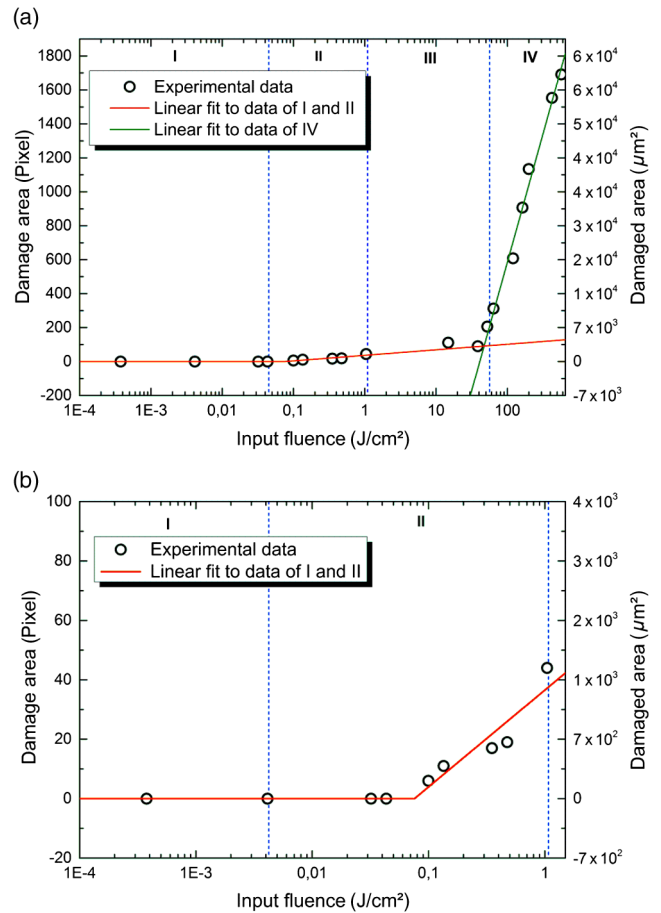 (a)
1800
1600
1400
1200
1000
800
600
400
200
0
-200
Damage area (Pixel)
I
II
III
IV
Experimental data
Linear fit to data of I and II
Linear fit to data of IV
6 x 10⁴
6 x 10⁴
5 x 10⁴
4 x 10⁴
3 x 10⁴
3 x 10⁴
2 x 10⁴
1 x 10⁴
7 x 10³
0
-7 x 10³
Damaged area (µm²)
1E-4
1E-3
0,01
0,1
1
10
100
Input fluence (J/cm²)
(b)
100
80
60
40
20
0
20
Damage area (Pixel)
I
II
Experimental data
Linear fit to data of I and II
4 x 10³
3 x 10³
2 x 10³
1 x 10³
7 x 10²
0
-7 x 10²
Damaged area (µm²)
1E-4
1E-3
0,01
0,1
1
Input fluence (J/cm²)